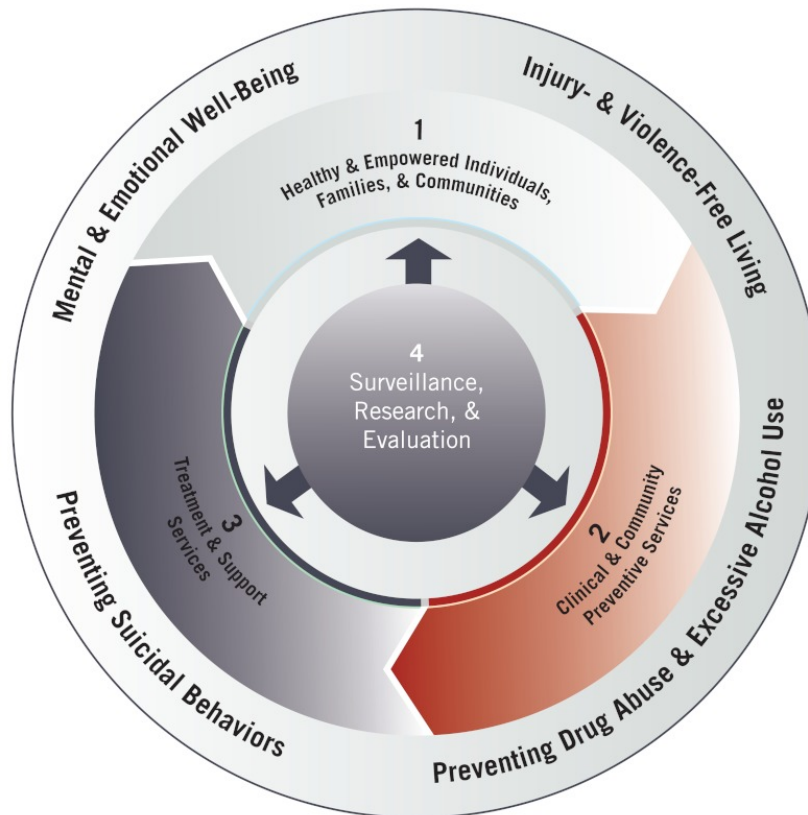 Mental & Emotional Well-Being
Injury- & Violence-Free Living
1
Healthy & Empowered Individuals,
Families, & Communities
4
Surveillance,
Research, &
Evaluation
3
Treatment & Support
Services
2
Clinical & Community
Preventive Services
Preventing Suicidal Behaviors
Preventing Drug Abuse & Excessive Alcohol Use